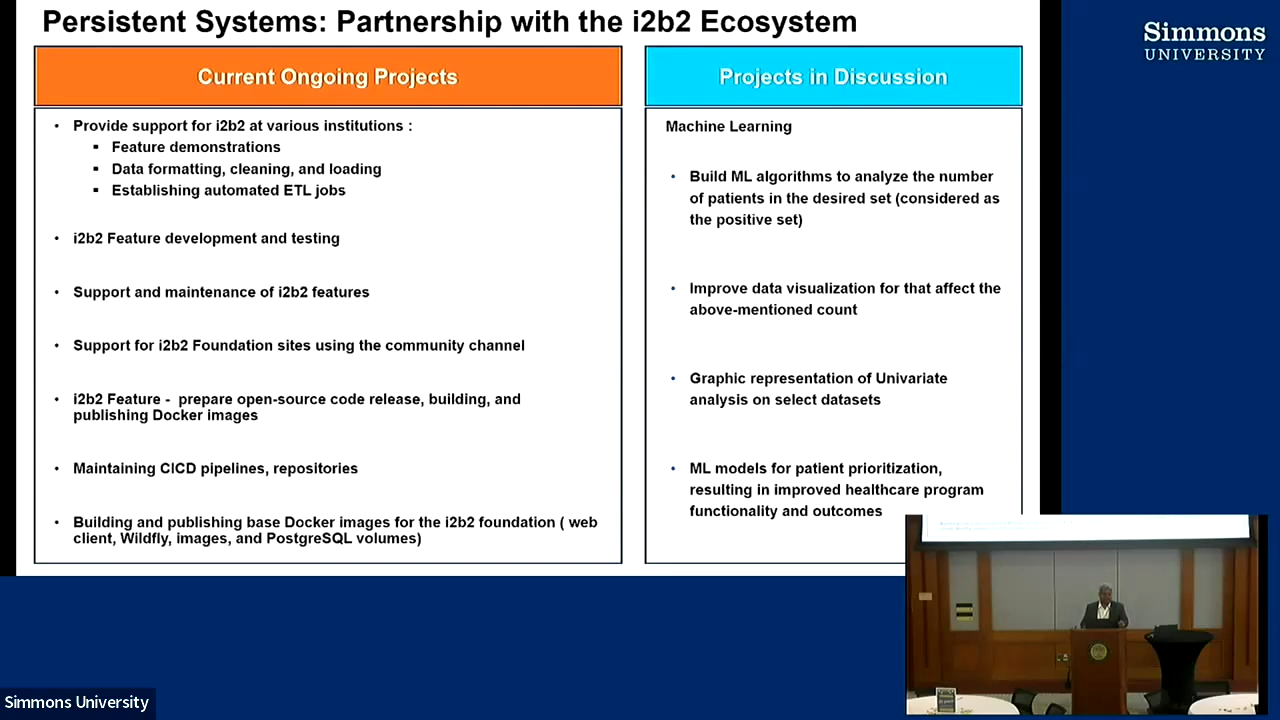 Persistent Systems: Partnership with the i2b2 Ecosystem
Simmons
UNIVERSITY
Current Ongoing Projects
• Provide support for i2b2 at various institutions :
▪ Feature demonstrations
▪ Data formatting, cleaning, and loading
▪ Establishing automated ETL jobs
• i2b2 Feature development and testing
• Support and maintenance of i2b2 features
• Support for i2b2 Foundation sites using the community channel
• i2b2 Feature - prepare open-source code release, building, and
publishing Docker images
• Maintaining CICD pipelines, repositories
• Building and publishing base Docker images for the i2b2 foundation ( web
client, Wildfly, images, and PostgreSQL volumes)
Projects in Discussion
Machine Learning
• Build ML algorithms to analyze the number
of patients in the desired set (considered as
the positive set)
• Improve data visualization for that affect the
above-mentioned count
• Graphic representation of Univariate
analysis on select datasets
• ML models for patient prioritization,
resulting in improved healthcare program
functionality and outcomes
Simmons University